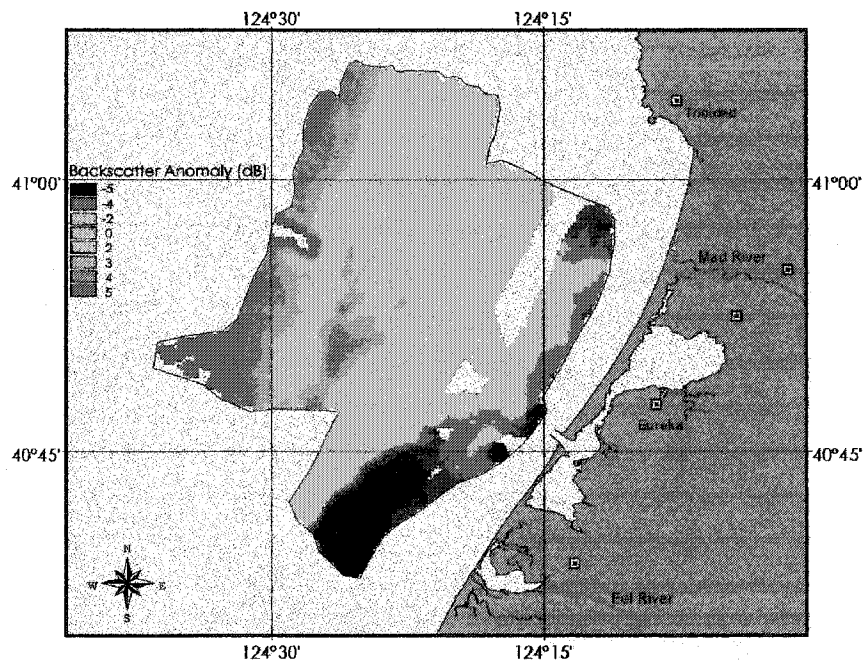 124°30'
124°15'
Trinidad
Backscatter Anomaly (dB)
41°00'
41°00'
-5
-4
-2
0
2
3
4
5
Mad River
Eureka
40°45'
40°45'
N
W
E
S
Eel River
124°30'
124°15'